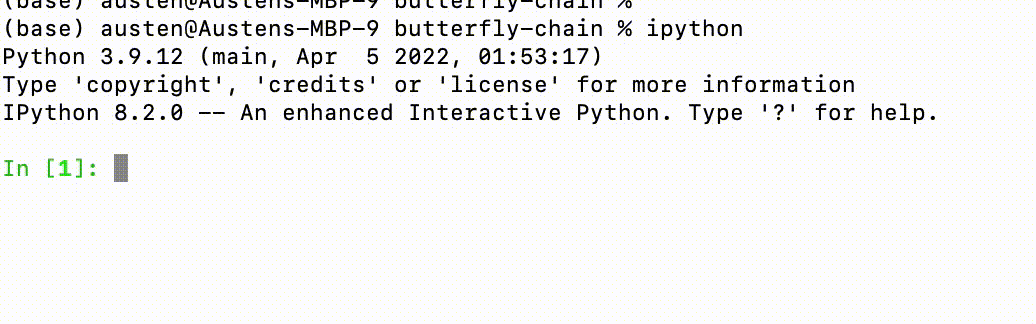 (base) austen@Austens-MBP-9 butterfly-chain %
(base) austen@Austens-MBP-9 butterfly-chain % ipython
Python 3.9.12 (main, Apr  5 2022, 01:53:17)
Type 'copyright', 'credits' or 'license' for more information
IPython 8.2.0 -- An enhanced Interactive Python. Type '?' for help.
In [1]: